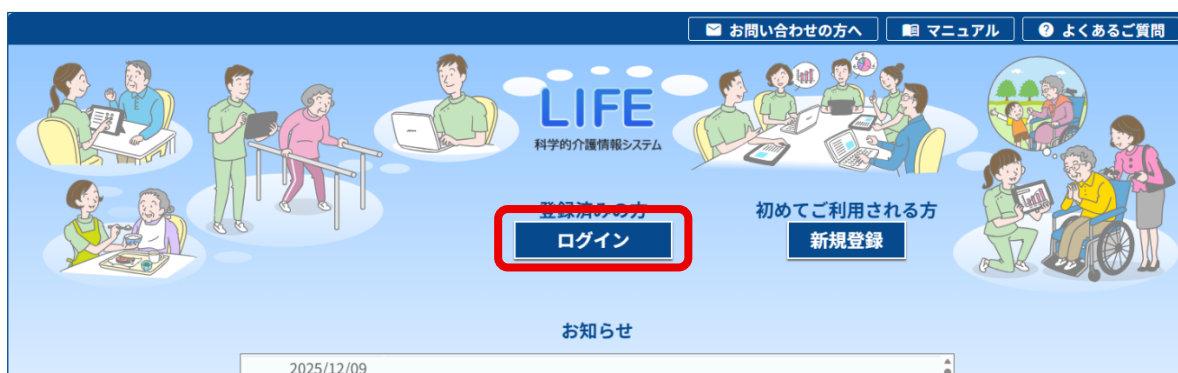 お問い合わせの方へ
マニュアル
よくあるご質問
LIFE
科学的介護情報システム
登録済みの方
ログイン
初めてご利用される方
新規登録
お知らせ
2025/12/09